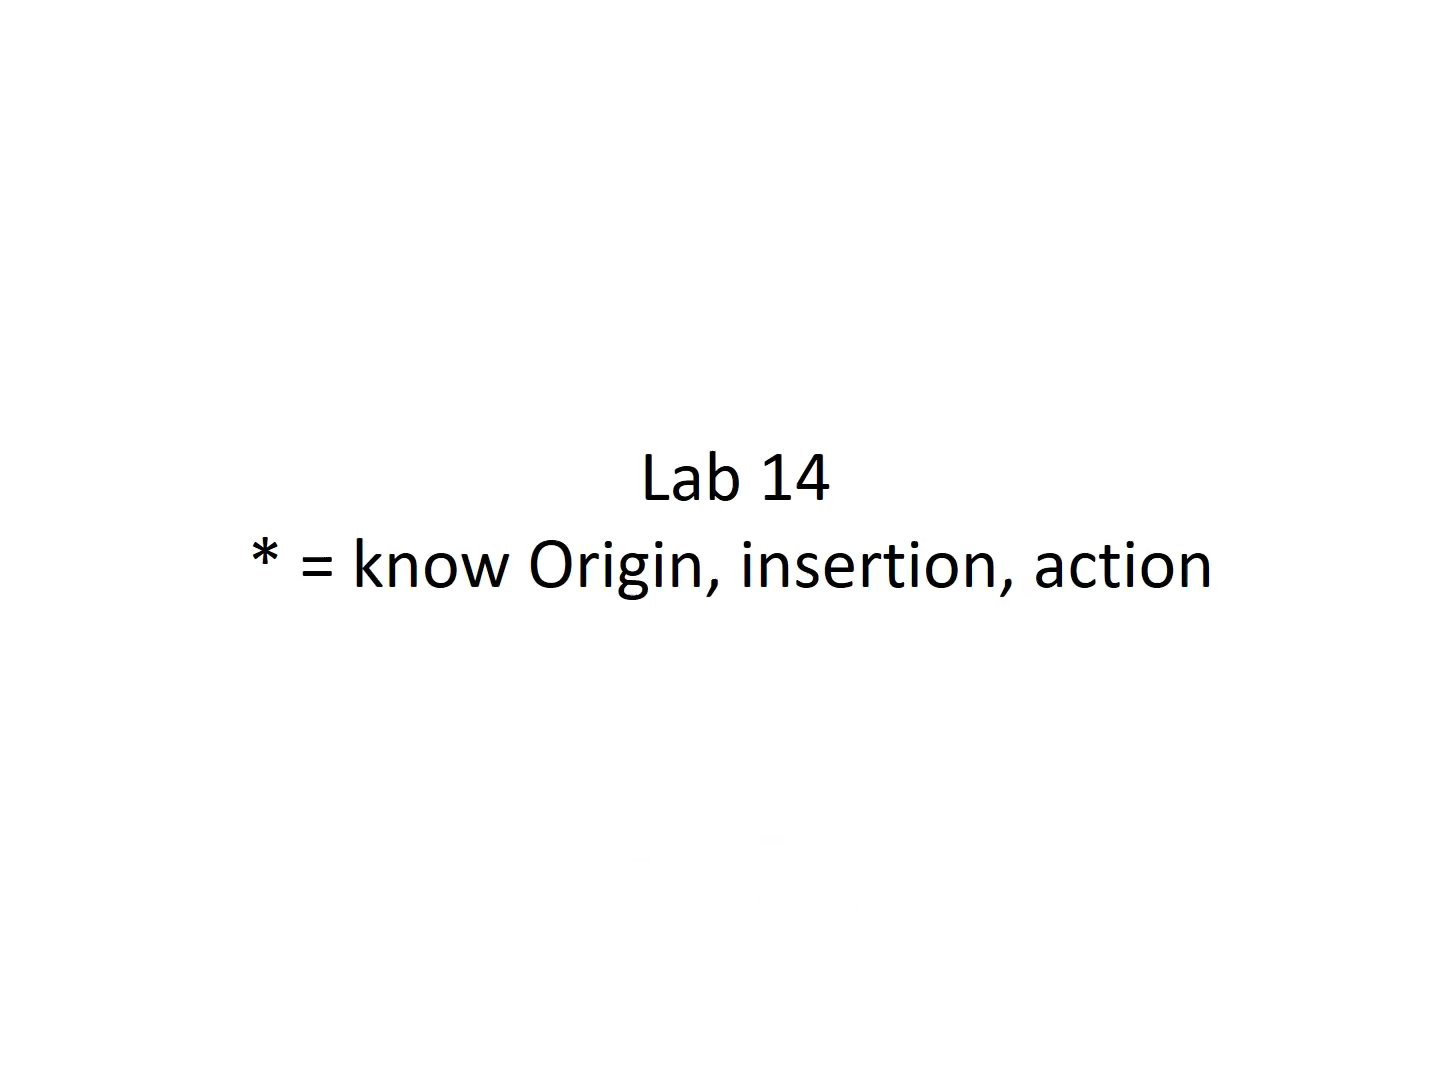 Lab 14
* = know Origin, insertion, action